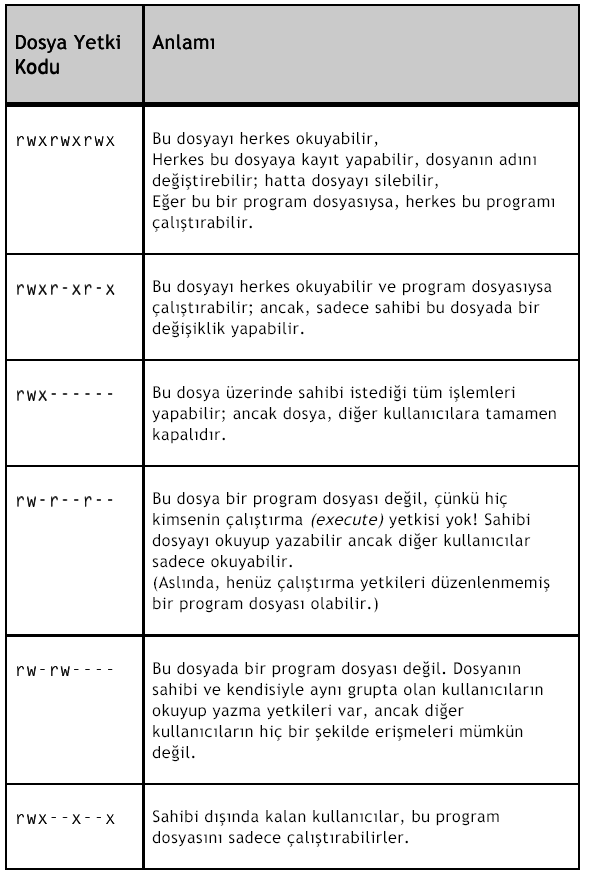 Dosya Yetki
Kodu
Anlamı
rwxrwxrwx
Bu dosyayı herkes okuyabilir,
Herkes bu dosyaya kayıt yapabilir, dosyanın adını
değiştirebilir; hatta dosyayı silebilir,
Eğer bu bir program dosyasıysa, herkes bu programı
çalıştırabilir.
rwxr-xr-x
Bu dosyayı herkes okuyabilir ve program dosyasıysa
çalıştırabilir; ancak, sadece sahibi bu dosyada bir
değişiklik yapabilir.
rwx------
Bu dosya üzerinde sahibi istediği tüm işlemleri
yapabilir; ancak dosya, diğer kullanıcılara tamamen
kapalıdır.
rw-r--r--
Bu dosya bir program dosyası değil, çünkü hiç
kimsenin çalıştırma (execute) yetkisi yok! Sahibi
dosyayı okuyup yazabilir ancak diğer kullanıcılar
sadece okuyabilir.
(Aslında, henüz çalıştırma yetkileri düzenlenmemiş
bir program dosyası olabilir.)
rw-rw----
Bu dosyada bir program dosyası değil. Dosyanın
sahibi ve kendisiyle aynı grupta olan kullanıcıların
okuyup yazma yetkileri var, ancak diğer
kullanıcıların hiç bir şekilde erişmeleri mümkün
değil.
rwx--x--x
Sahibi dışında kalan kullanıcılar, bu program
dosyasını sadece çalıştırabilirler.